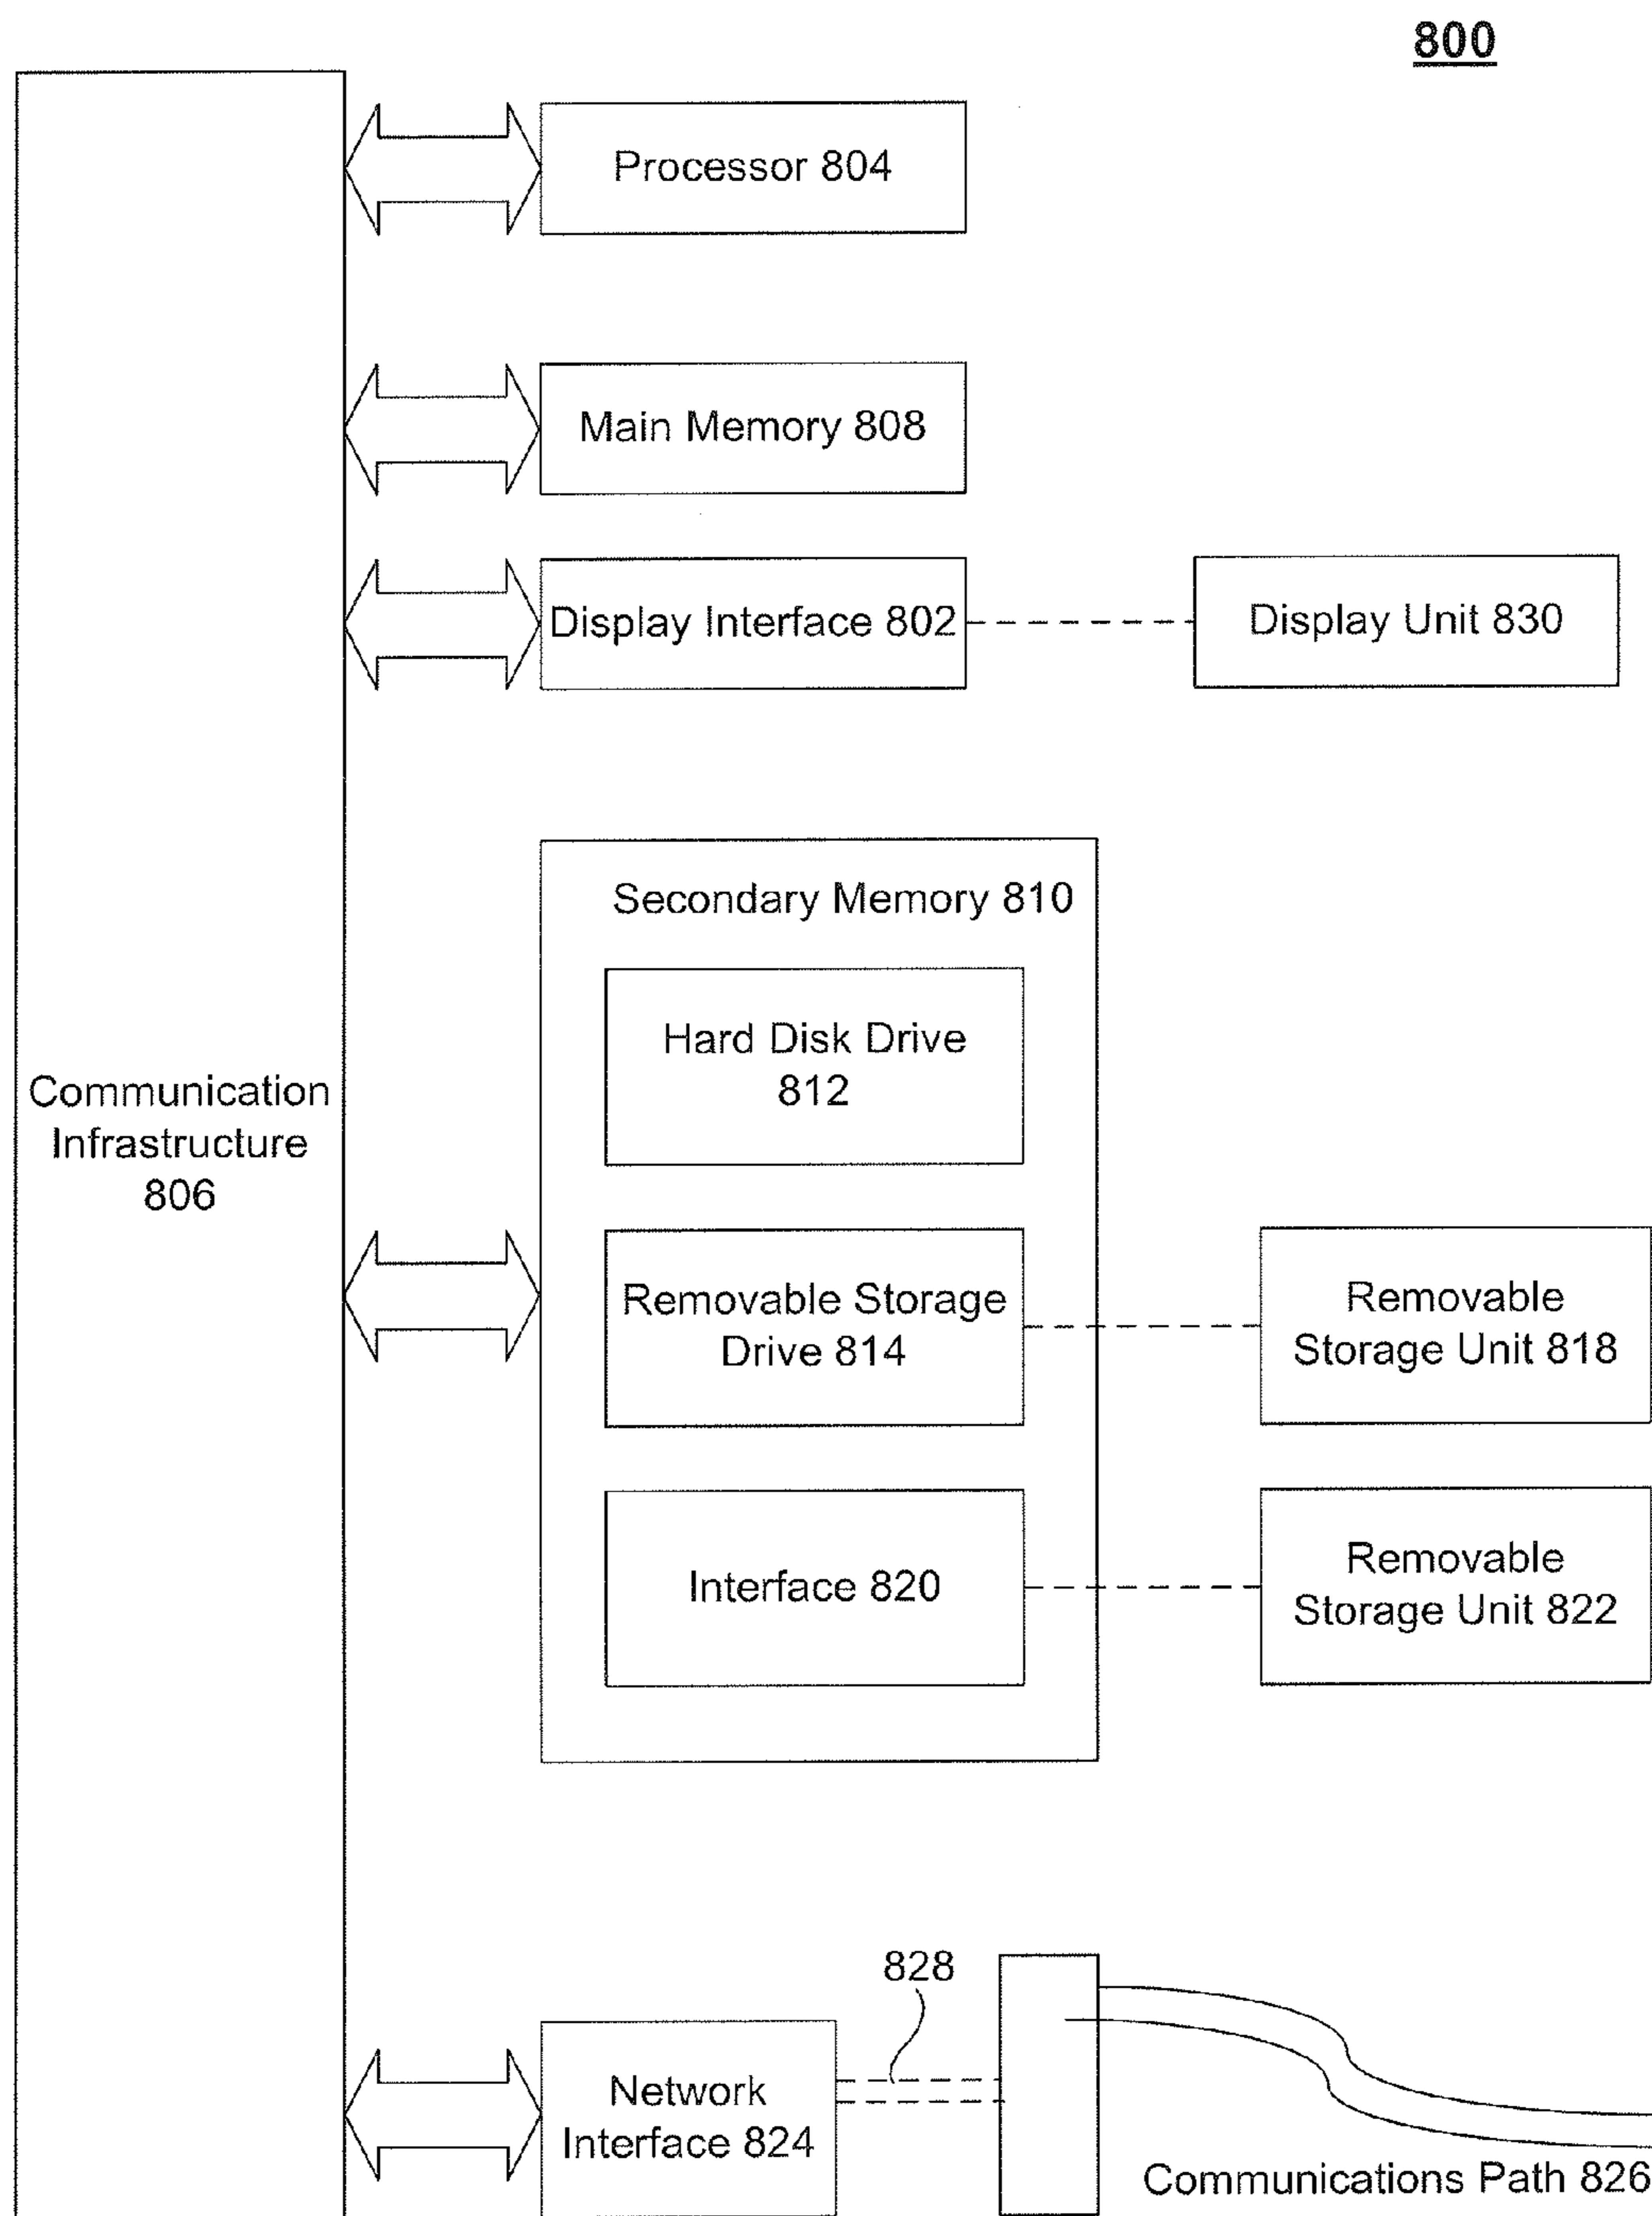 800
Processor 804
Main Memory 808
Display Interface 802
Display Unit 830
Secondary Memory 810
Hard Disk Drive
812
Communication
Infrastructure
806
Removable Storage
Drive 814
Removable
Storage Unit 818
Interface 820
Removable
Storage Unit 822
828
Network
Interface 824
Communications Path 826